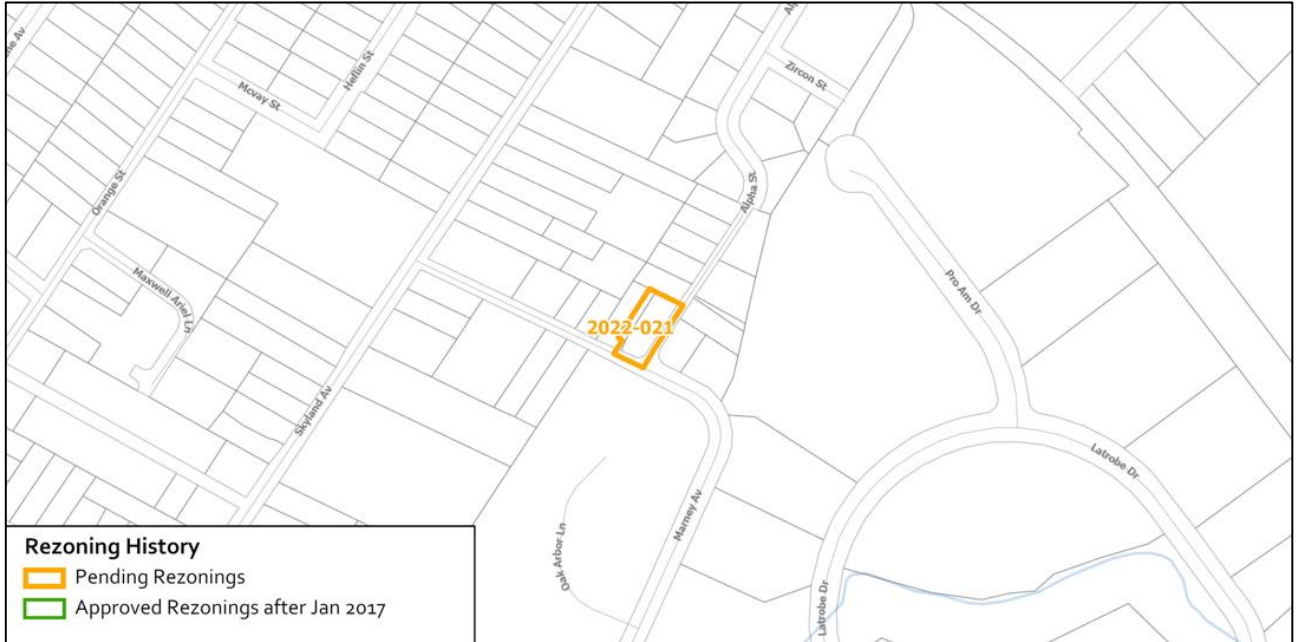 Alpha St
Zircon St
Heflin St
Mcvay St
Orange St
Alpha St
Maxwell Ariel Ln
Pro Am Dr
2022-021
Skyland Av
Latrobe Dr
Marney Av
Oak Arbor Ln
Latrobe Dr
Rezoning History
Pending Rezonings
Approved Rezonings after Jan 2017